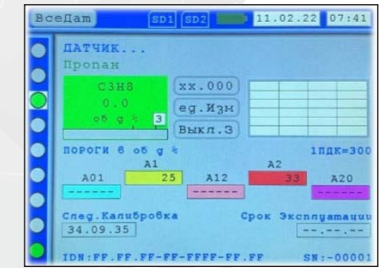 ВсеДат SD1 SD2 11.02.22 07:41
ДАТЧИК...
Пропан
C3H8
0.0
об д %
3
xx.000
ед.Изн
Выкл.З
ПОРОГИ в об д %
1ПДК=300
А1 А2
А01 25 А12 33 А20
------ ------ ------
След.Калибровка Срок Эксплуатации
34.09.35 --.--.--
IDN:FF.FF.FF-FF-FFFF-FF.FF SN:-00001